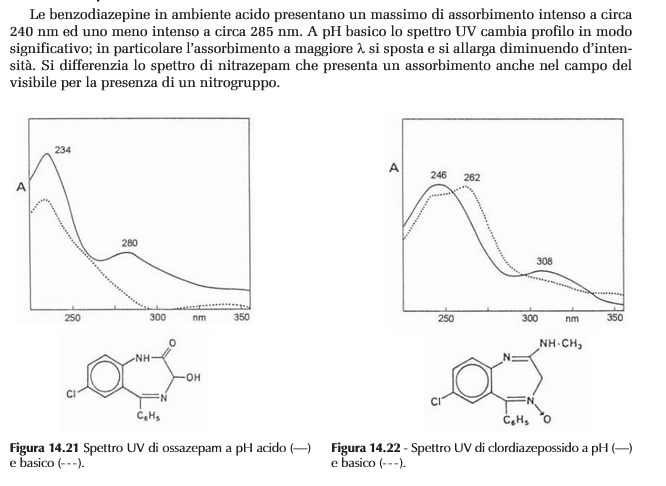 Le benzodiazepine in ambiente acido presentano un massimo di assorbimento intenso a circa
240 nm ed uno meno intenso a circa 285 nm. A pH basico lo spettro UV cambia profilo in modo
significativo; in particolare l'assorbimento a maggiore λ si sposta e si allarga diminuendo d'inten-
sità. Si differenzia lo spettro di nitrazepam che presenta un assorbimento anche nel campo del
visibile per la presenza di un nitrogruppo.
234
A
280
250
300
nm
350
NH
O
OH
Cl
N
C₆H₅
Figura 14.21 Spettro UV di ossazepam a pH acido (—)
e basico (---).
A
246
262
308
250
300
nm
350
NH·CH₃
N
Cl
N
C₆H₅
O
Figura 14.22 - Spettro UV di clordiazepossido a pH (—)
e basico (---).